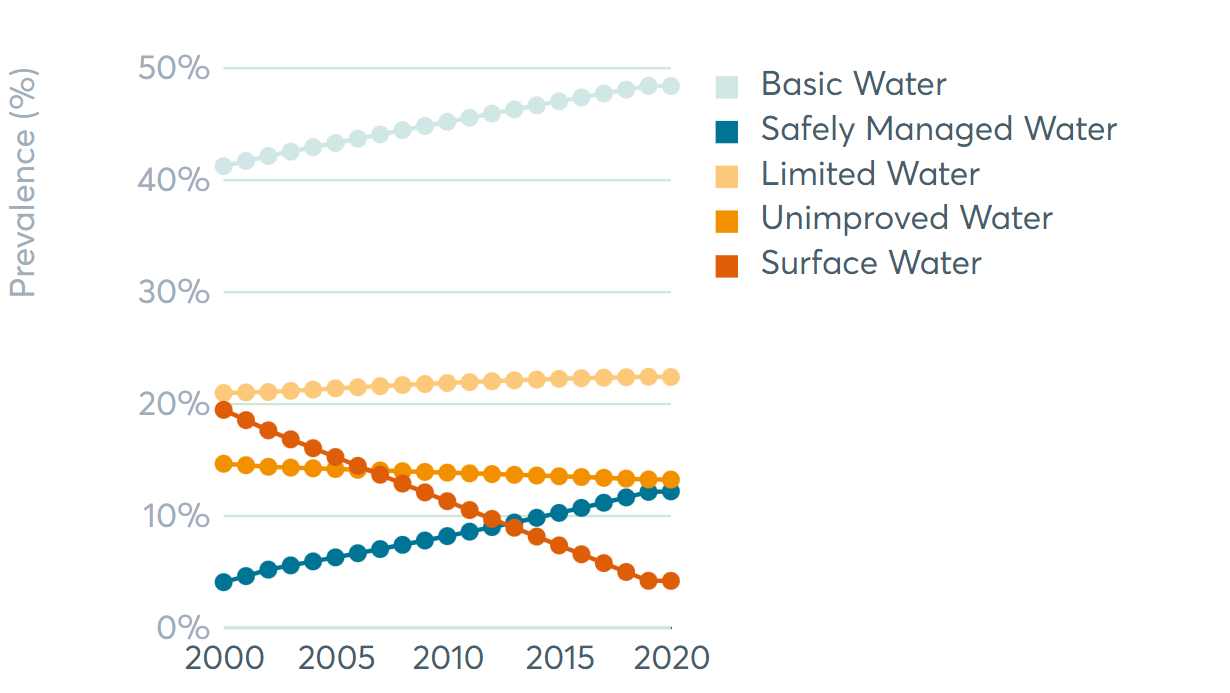 Prevalence (%)
50%
40%
30%
20%
10%
0%
2000 2005 2010 2015 2020
Basic Water
Safely Managed Water
Limited Water
Unimproved Water
Surface Water